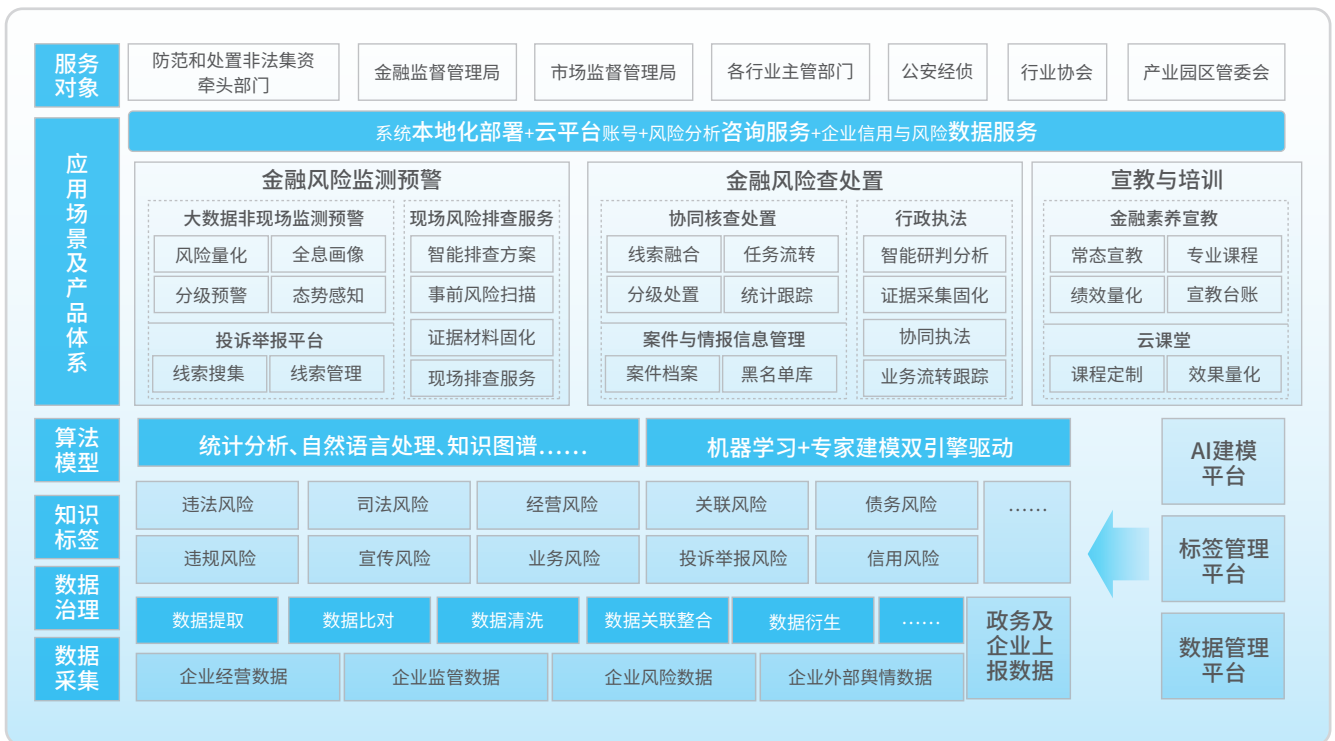 服务
对象
防范和处置非法集资
牵头部门
金融监督管理局
市场监督管理局
各行业主管部门
公安经侦
行业协会
产业园区管委会
应用场景及产品体系
系统本地化部署+云平台账号+风险分析咨询服务+企业信用与风险数据服务
金融风险监测预警
大数据非现场监测预警
风险量化
全息画像
分级预警
态势感知
投诉举报平台
线索搜集
线索管理
现场风险排查服务
智能排查方案
事前风险扫描
证据材料固化
现场排查服务
金融风险查处置
协同核查处置
线索融合
任务流转
分级处置
统计跟踪
案件与情报信息管理
案件档案
黑名单库
行政执法
智能研判分析
证据采集固化
协同执法
业务流转跟踪
宣教与培训
金融素养宣教
常态宣教
专业课程
绩效量化
宣教台账
云课堂
课程定制
效果量化
算法
模型
统计分析、自然语言处理、知识图谱……
机器学习+专家建模双引擎驱动
知识
标签
违法风险
司法风险
经营风险
关联风险
债务风险
……
违规风险
宣传风险
业务风险
投诉举报风险
信用风险
数据
治理
数据提取
数据比对
数据清洗
数据关联整合
数据衍生
……
数据
采集
企业经营数据
企业监管数据
企业风险数据
企业外部舆情数据
政务及
企业上
报数据
AI建模
平台
标签管理
平台
数据管理
平台